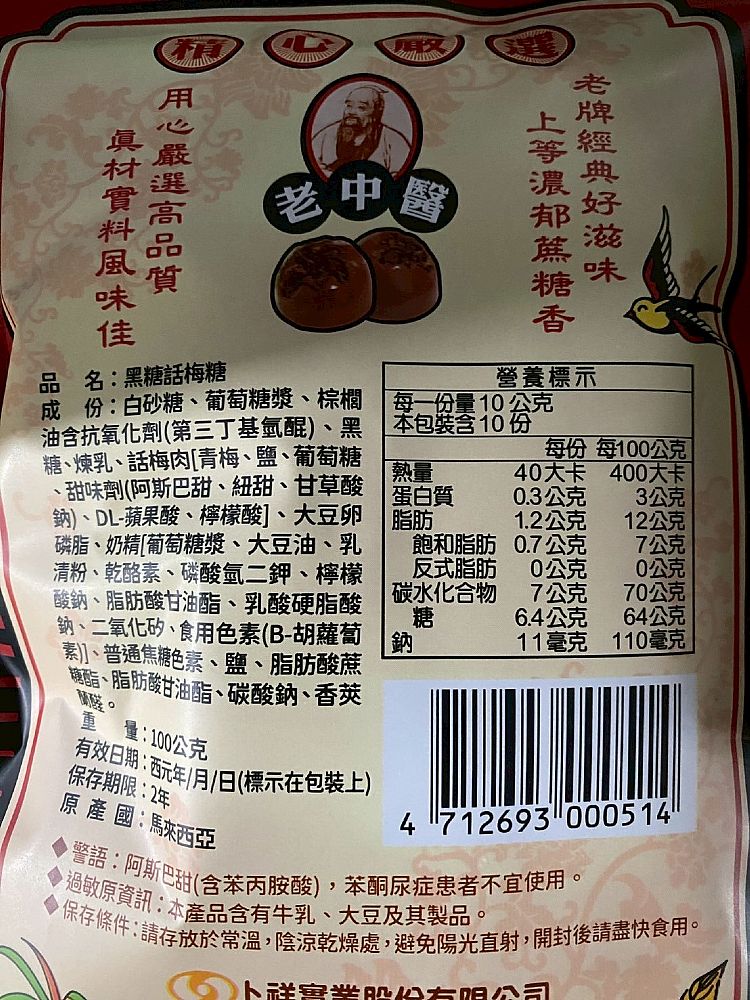 精心嚴選
老牌經典好滋味
上等濃郁蔗糖香
用心嚴選高品質
真材實料風味佳
老中醫
品 名：黑糖話梅糖
成 份：白砂糖、葡萄糖漿、棕櫚
油含抗氧化劑(第三丁基氫醌)、黑
糖、煉乳、話梅肉[青梅、鹽、葡萄糖
、甜味劑(阿斯巴甜、紐甜、甘草酸
鈉)、DL-蘋果酸、檸檬酸]、大豆卵
磷脂、奶精[葡萄糖漿、大豆油、乳
清粉、乾酪素、磷酸氫二鉀、檸檬
酸鈉、脂肪酸甘油酯、乳酸硬脂酸
鈉、二氧化矽、食用色素(B-胡蘿蔔
素)]、普通焦糖色素、鹽、脂肪酸蔗
糖酯、脂肪酸甘油酯、碳酸鈉、香莢
蘭醛。
重 量：100公克
有效日期：西元年/月/日(標示在包裝上)
保存期限：2年
原 產 國：馬來西亞
營養標示
每一份量 10 公克
本包裝含 10 份
每份 每100公克
熱量 40大卡 400大卡
蛋白質 0.3公克 3公克
脂肪 1.2公克 12公克
飽和脂肪 0.7公克 7公克
反式脂肪 0公克 0公克
碳水化合物 7公克 70公克
糖 6.4公克 64公克
鈉 11毫克 110毫克
4 712693 000514
◆警語：阿斯巴甜(含苯丙胺酸)，苯酮尿症患者不宜使用。
◆過敏原資訊：本產品含有牛乳、大豆及其製品。
◆保存條件：請存放於常溫，陰涼乾燥處，避免陽光直射，開封後請盡快食用。
卜祥實業股份有限公司